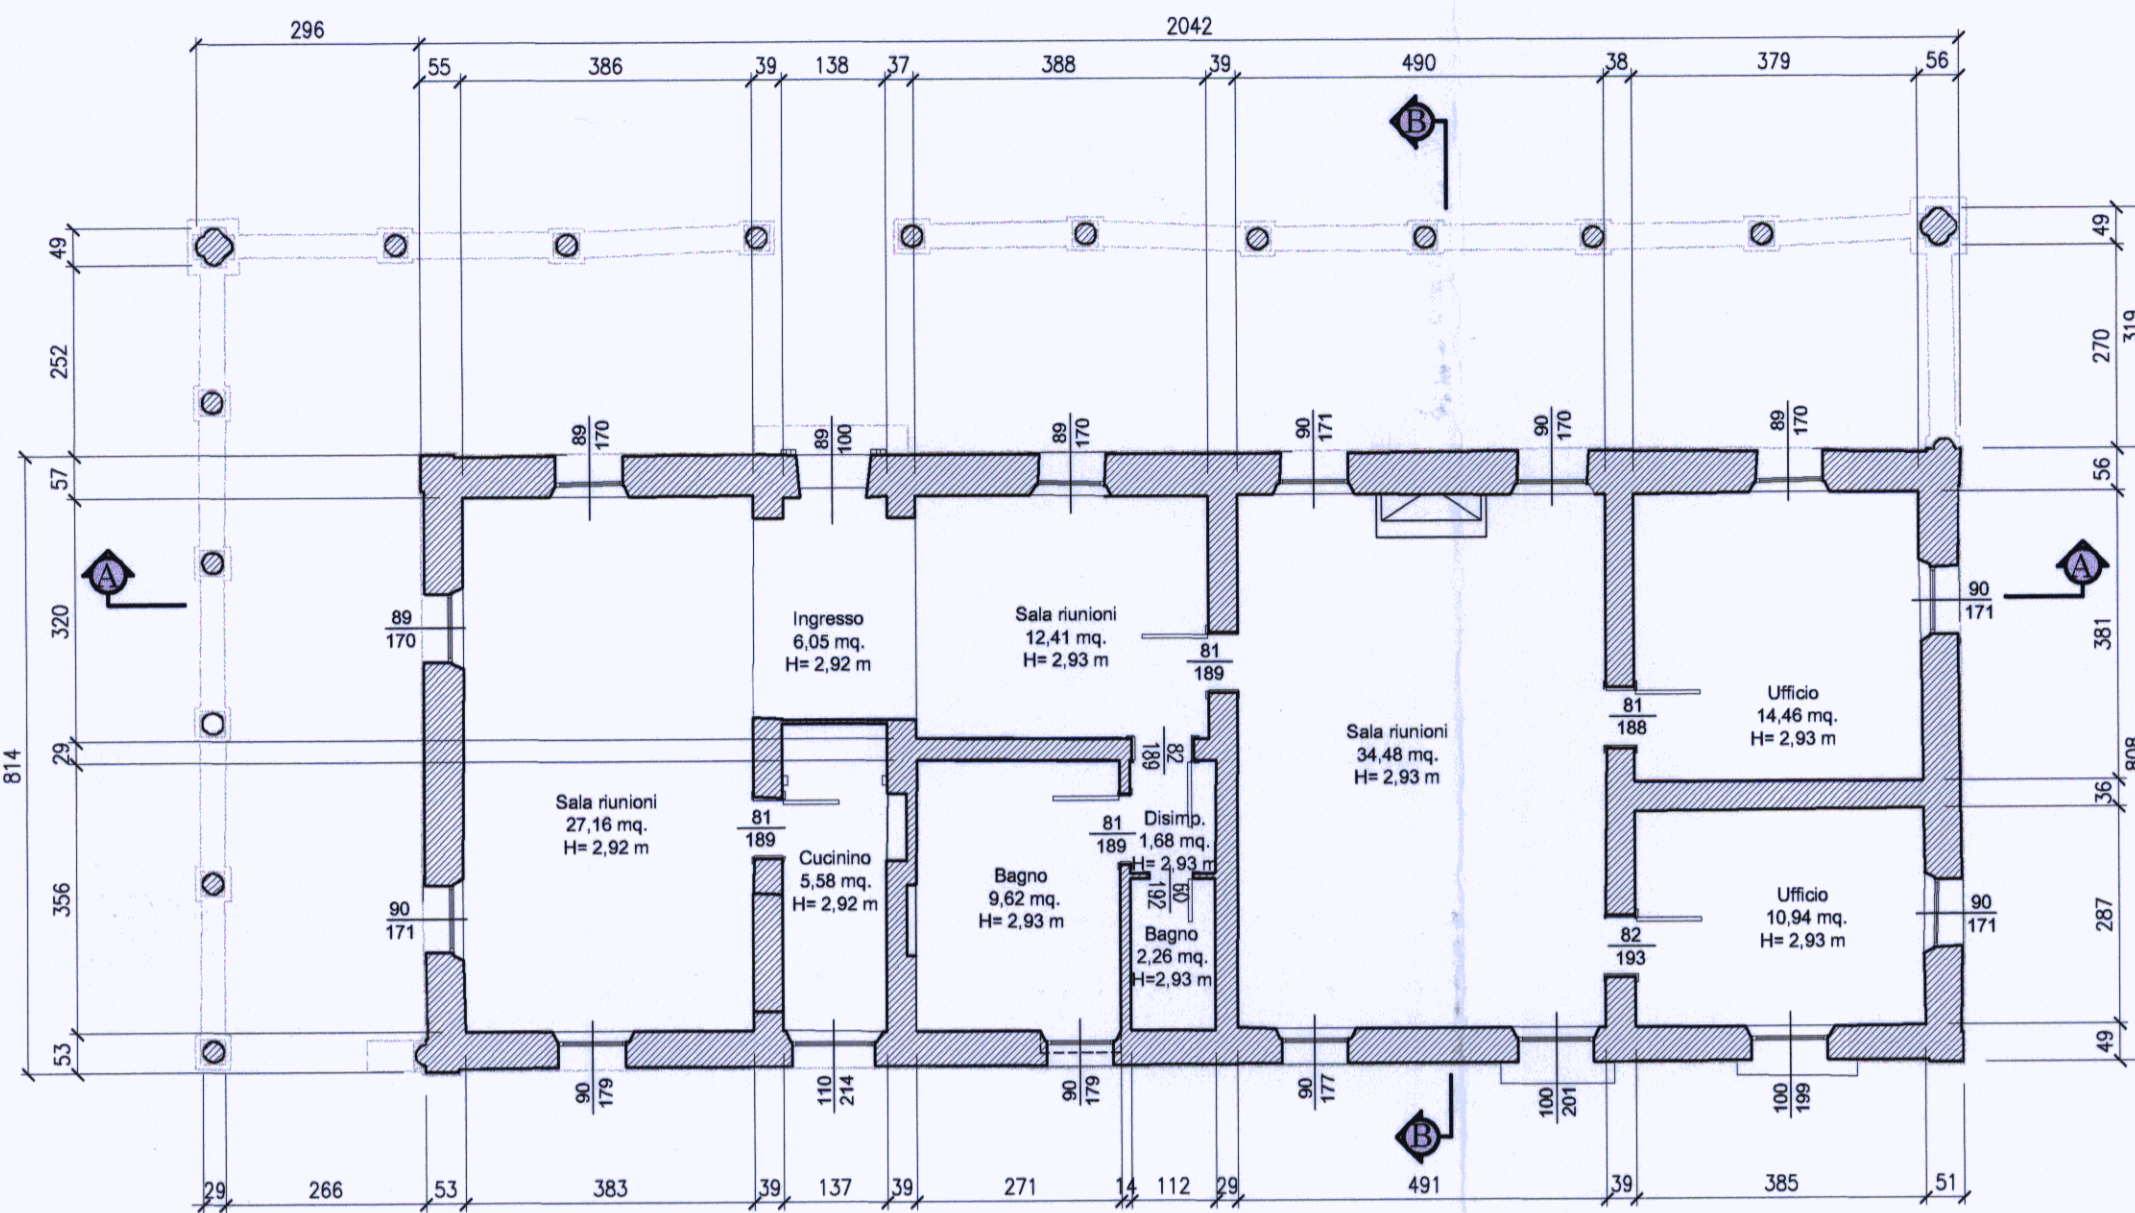 296
2042
55
386
39
138
37
388
39
490
38
379
56
B
49
252
57
320
29
356
53
814
49
270
319
56
381
36
287
49
808
A
A
89
170
89
100
89
170
90
171
90
170
89
170
89
170
90
171
90
171
90
171
Ingresso
6,05 mq.
H= 2,92 m
Sala riunioni
12,41 mq.
H= 2,93 m
81
189
Sala riunioni
34,48 mq.
H= 2,93 m
81
188
Ufficio
14,46 mq.
H= 2,93 m
82
189
Sala riunioni
27,16 mq.
H= 2,92 m
81
189
Cucinino
5,58 mq.
H= 2,92 m
Bagno
9,62 mq.
H= 2,93 m
81
189
Disimp.
1,68 mq.
H= 2,93 m
60
192
Bagno
2,26 mq.
H=2,93 m
82
193
Ufficio
10,94 mq.
H= 2,93 m
90
179
110
214
90
179
90
177
100
201
100
199
B
29
266
53
383
39
137
39
271
14
112
29
491
39
385
51